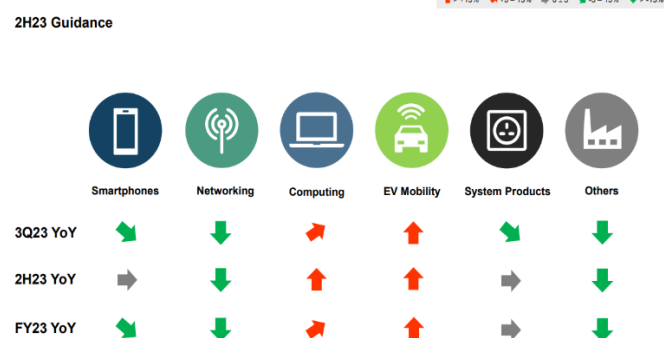 2H23 Guidance
Smartphones Networking Computing EV Mobility System Products Others
3Q23 YoY
2H23 YoY
FY23 YoY